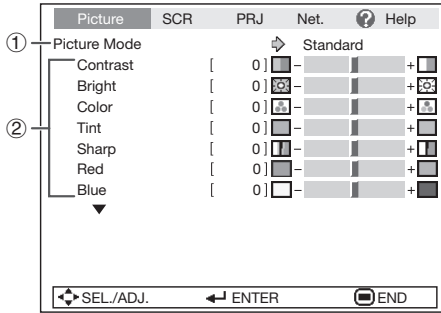 Picture SCR PRJ Net. ? Help
① Picture Mode Standard
Contrast [ 0 ] – +
Bright [ 0 ] – +
② Color [ 0 ] – +
Tint [ 0 ] – +
Sharp [ 0 ] – +
Red [ 0 ] – +
Blue [ 0 ] – +
SEL./ADJ. ENTER END